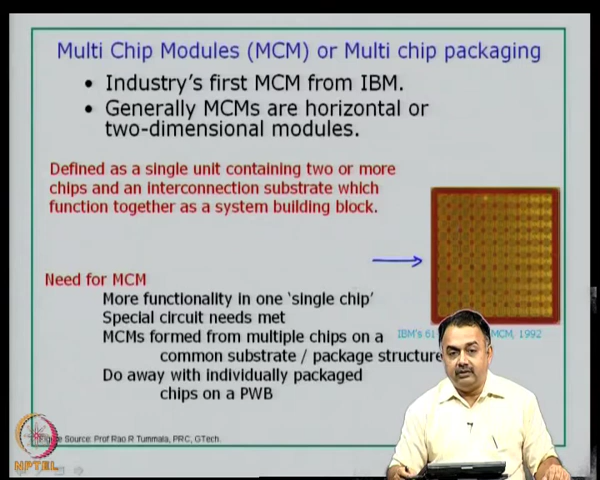 Multi Chip Modules (MCM) or Multi chip packaging
• Industry's first MCM from IBM.
• Generally MCMs are horizontal or
two-dimensional modules.
Defined as a single unit containing two or more
chips and an interconnection substrate which
function together as a system building block.
Need for MCM
More functionality in one 'single chip'
Special circuit needs met
MCMs formed from multiple chips on a
common substrate / package structure
Do away with individually packaged
chips on a PWB
IBM's 61 MCM, 1992
Source: Prof Rao R Tummala, PRC, GTech.
NPTEL